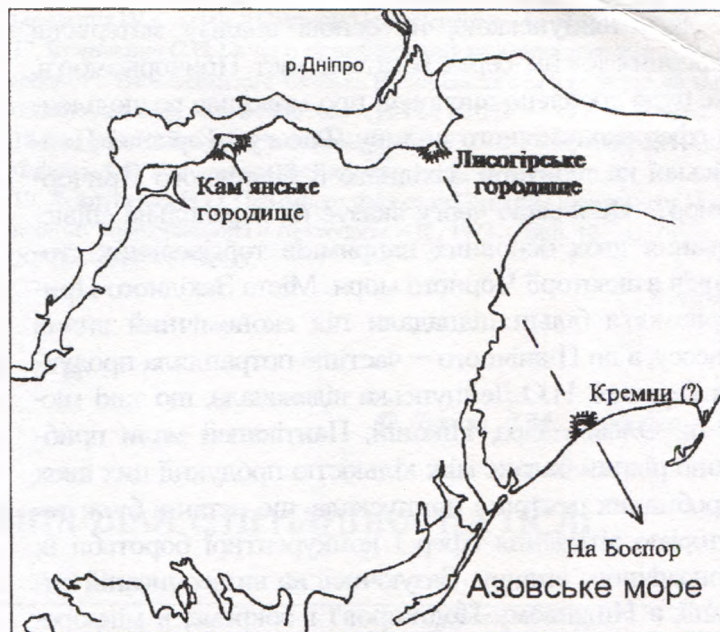 р.Дніпро
Лисогірське
городище
Кам'янське
городище
Кремни (?)
На Боспор
Азовське море